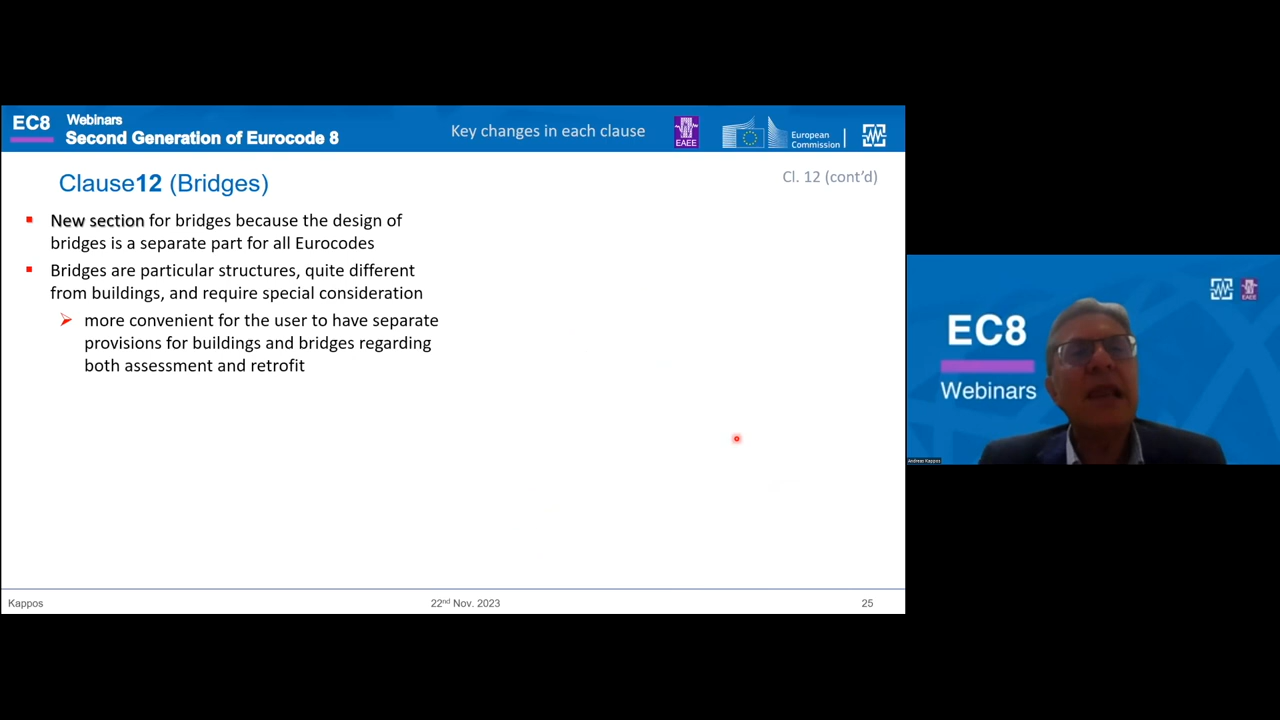 EC8
Webinars
Second Generation of Eurocode 8
Key changes in each clause
EAEE
European
Commission
Clause12 (Bridges)
Cl. 12 (cont’d)
New section for bridges because the design of
bridges is a separate part for all Eurocodes
Bridges are particular structures, quite different
from buildings, and require special consideration
more convenient for the user to have separate
provisions for buildings and bridges regarding
both assessment and retrofit
Kappos
22nd Nov. 2023
25
EAEE
EC8
Webinars
Andreas Kappos